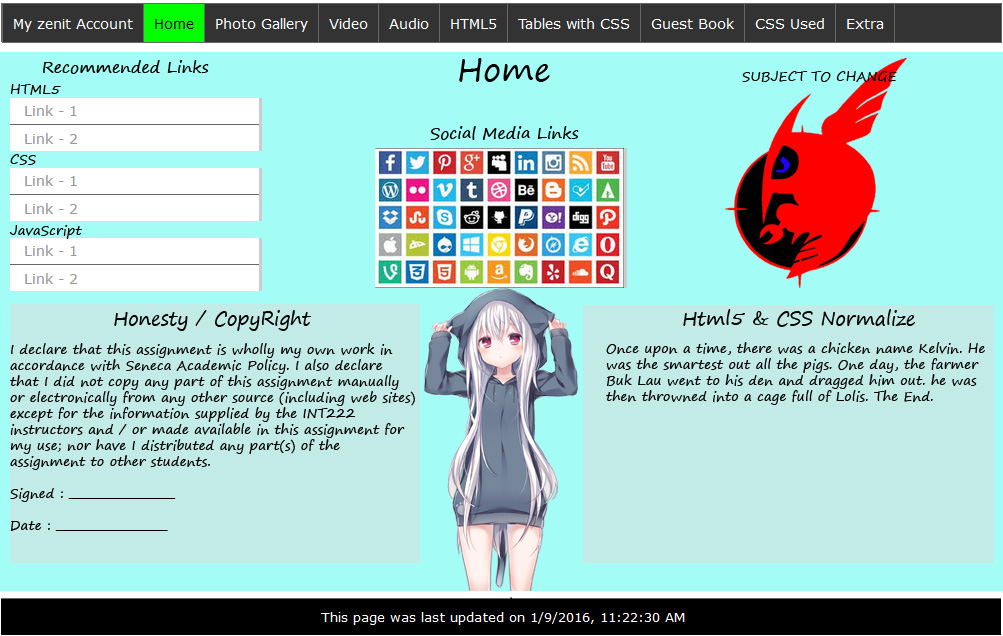 My zenit Account Home Photo Gallery Video Audio HTML5 Tables with CSS Guest Book CSS Used Extra
Recommended Links
HTML5
Link - 1
Link - 2
CSS
Link - 1
Link - 2
JavaScript
Link - 1
Link - 2
Home
Social Media Links
You Tube
g+
in
Bē
t
digg
SUBJECT TO CHANGE
Honesty / CopyRight
I declare that this assignment is wholly my own work in
accordance with Seneca Academic Policy. I also declare
that I did not copy any part of this assignment manually
or electronically from any other source (including web sites)
except for the information supplied by the INT222
instructors and / or made available in this assignment for
my use; nor have I distributed any part(s) of the
assignment to other students.
Signed : _______________
Date : ________________
Html5 & CSS Normalize
Once upon a time, there was a chicken name Kelvin. He
was the smartest out all the pigs. One day, the farmer
Buk Lau went to his den and dragged him out. he was
then throwned into a cage full of Lolis. The End.
This page was last updated on 1/9/2016, 11:22:30 AM